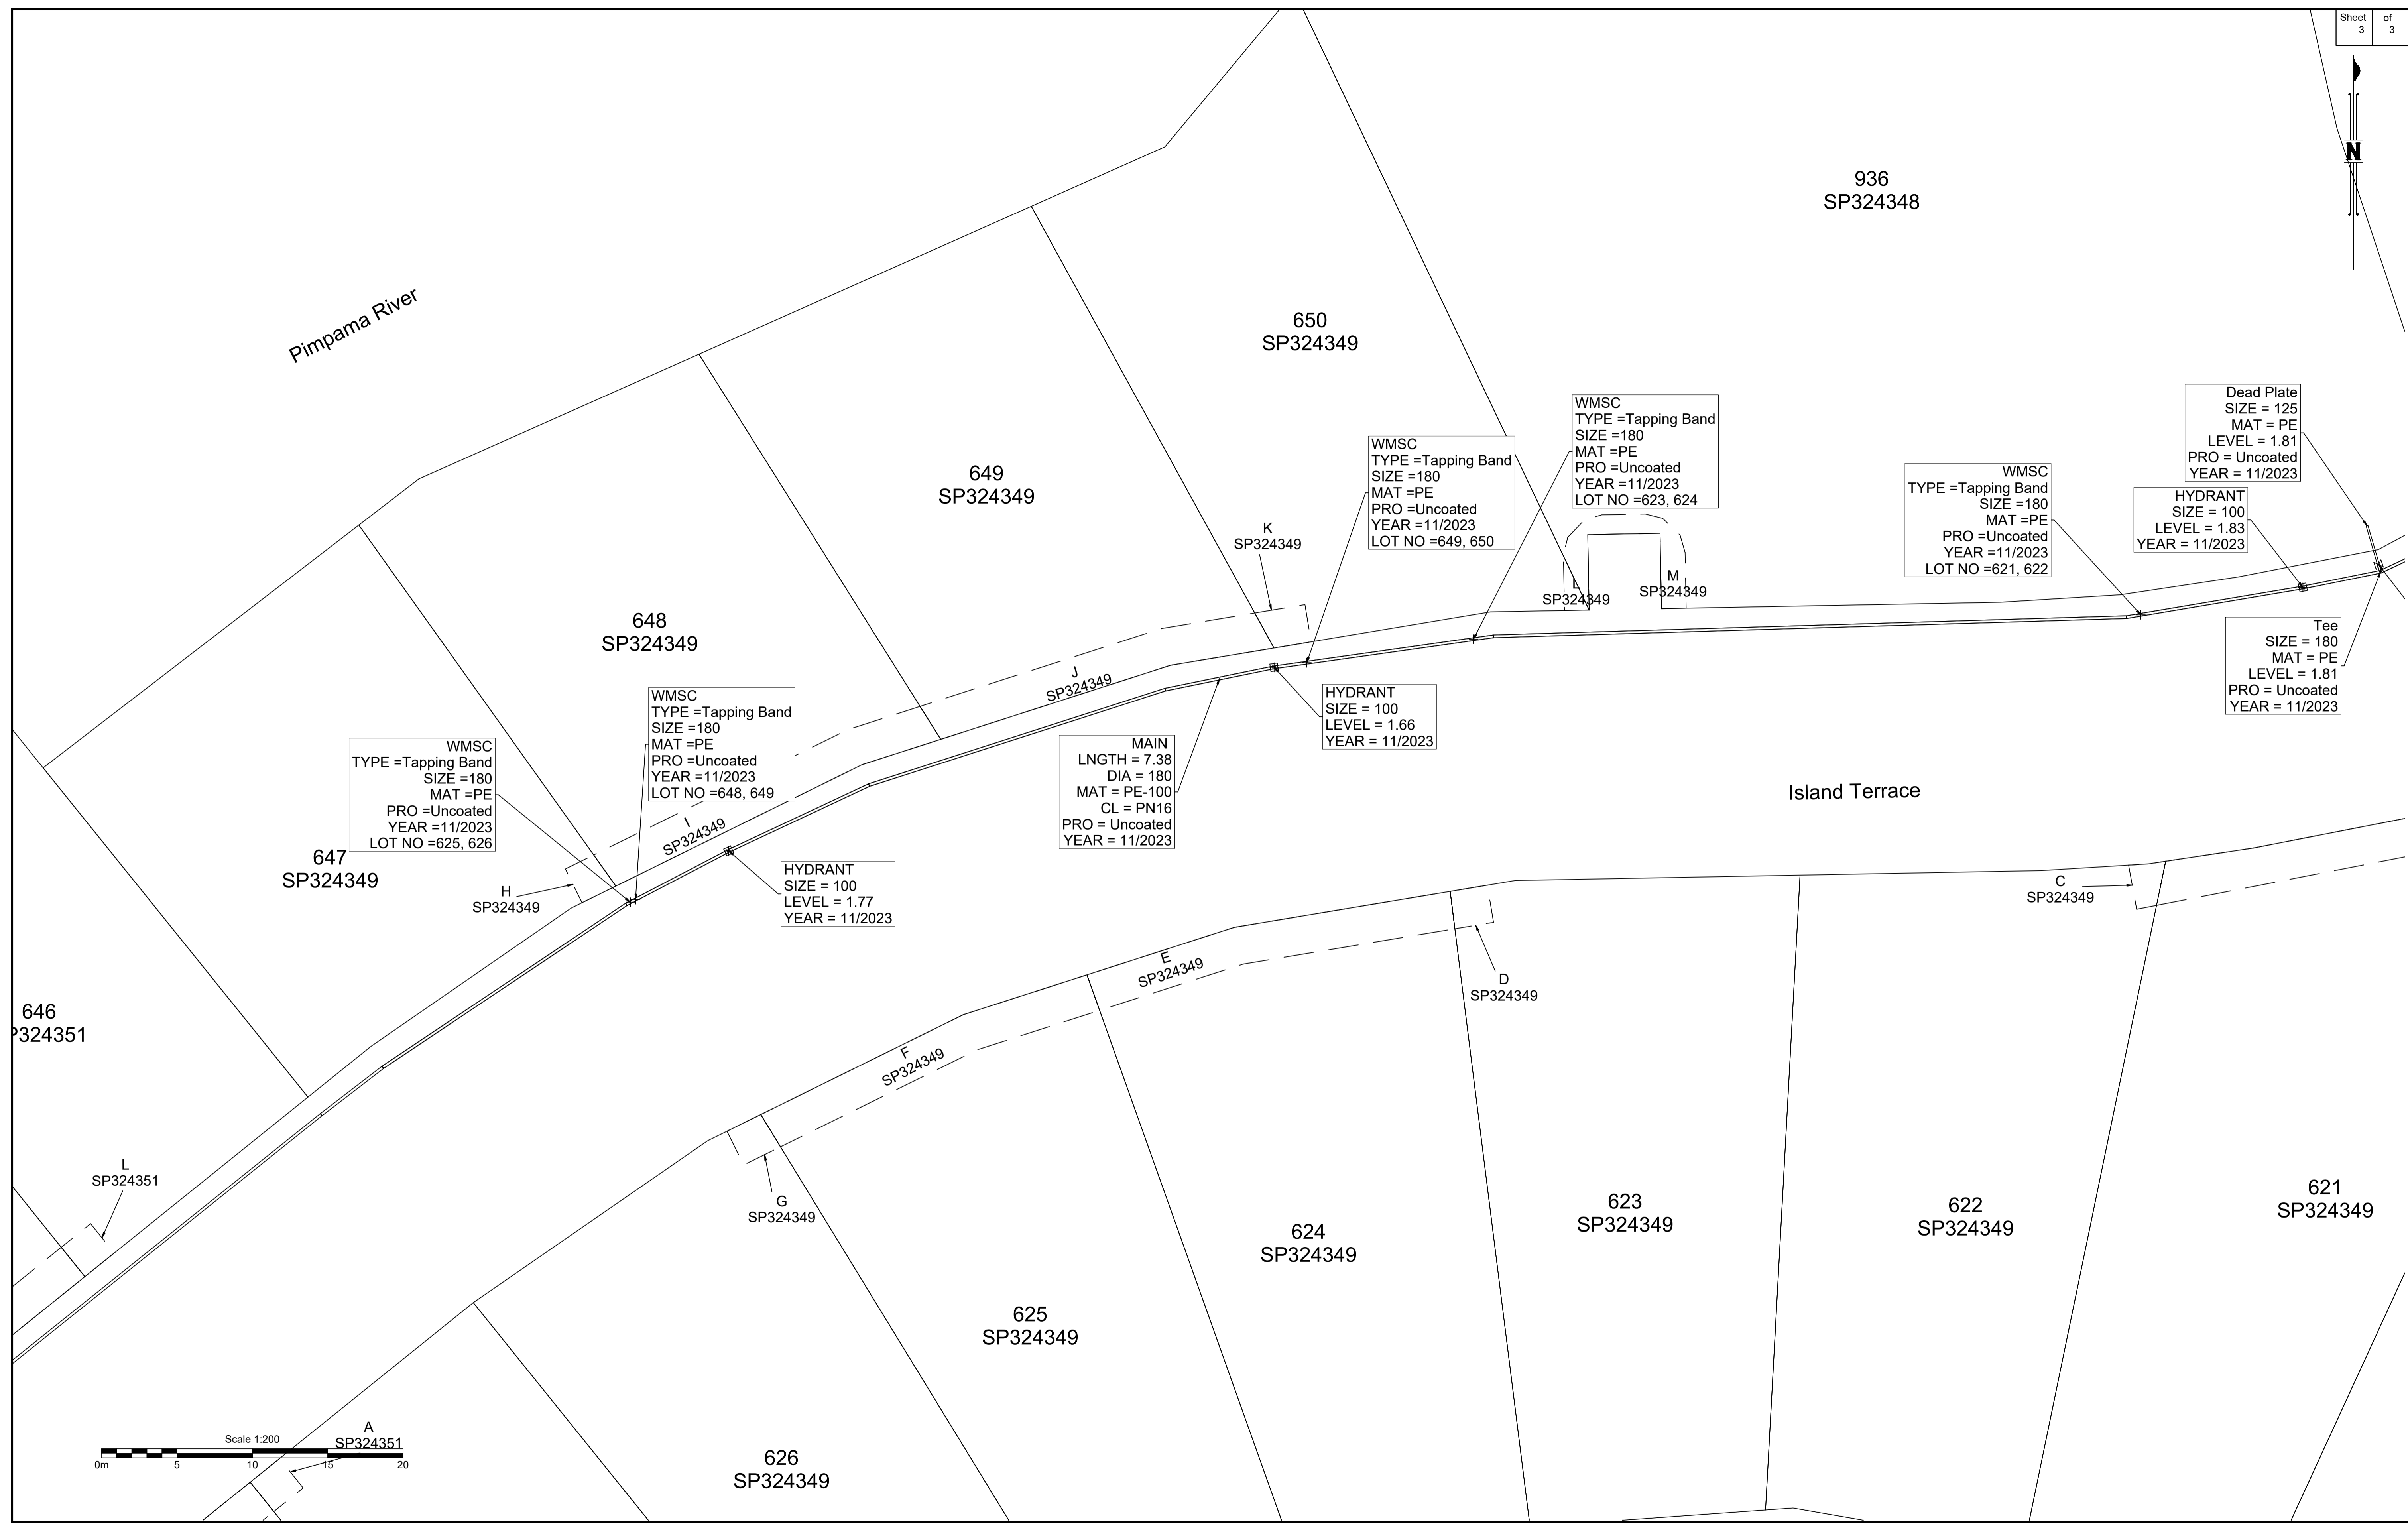 Sheet of
3 3
N
936
SP324348
Pimpama River
650
SP324349
649
SP324349
648
SP324349
647
SP324349
646
P324351
K
SP324349
WMSC
TYPE =Tapping Band
SIZE =180
MAT =PE
PRO =Uncoated
YEAR =11/2023
LOT NO =649, 650
WMSC
TYPE =Tapping Band
SIZE =180
MAT =PE
PRO =Uncoated
YEAR =11/2023
LOT NO =623, 624
L
SP324349
M
SP324349
WMSC
TYPE =Tapping Band
SIZE =180
MAT =PE
PRO =Uncoated
YEAR =11/2023
LOT NO =621, 622
Dead Plate
SIZE = 125
MAT = PE
LEVEL = 1.81
PRO = Uncoated
YEAR = 11/2023
HYDRANT
SIZE = 100
LEVEL = 1.83
YEAR = 11/2023
Tee
SIZE = 180
MAT = PE
LEVEL = 1.81
PRO = Uncoated
YEAR = 11/2023
J
SP324349
WMSC
TYPE =Tapping Band
SIZE =180
MAT =PE
PRO =Uncoated
YEAR =11/2023
LOT NO =648, 649
WMSC
TYPE =Tapping Band
SIZE =180
MAT =PE
PRO =Uncoated
YEAR =11/2023
LOT NO =625, 626
HYDRANT
SIZE = 100
LEVEL = 1.66
YEAR = 11/2023
MAIN
LNGTH = 7.38
DIA = 180
MAT = PE-100
CL = PN16
PRO = Uncoated
YEAR = 11/2023
Island Terrace
I
SP324349
H
SP324349
HYDRANT
SIZE = 100
LEVEL = 1.77
YEAR = 11/2023
C
SP324349
E
SP324349
D
SP324349
F
SP324349
G
SP324349
L
SP324351
621
SP324349
622
SP324349
623
SP324349
624
SP324349
625
SP324349
626
SP324349
A
SP324351
Scale 1:200
0m 5 10 15 20